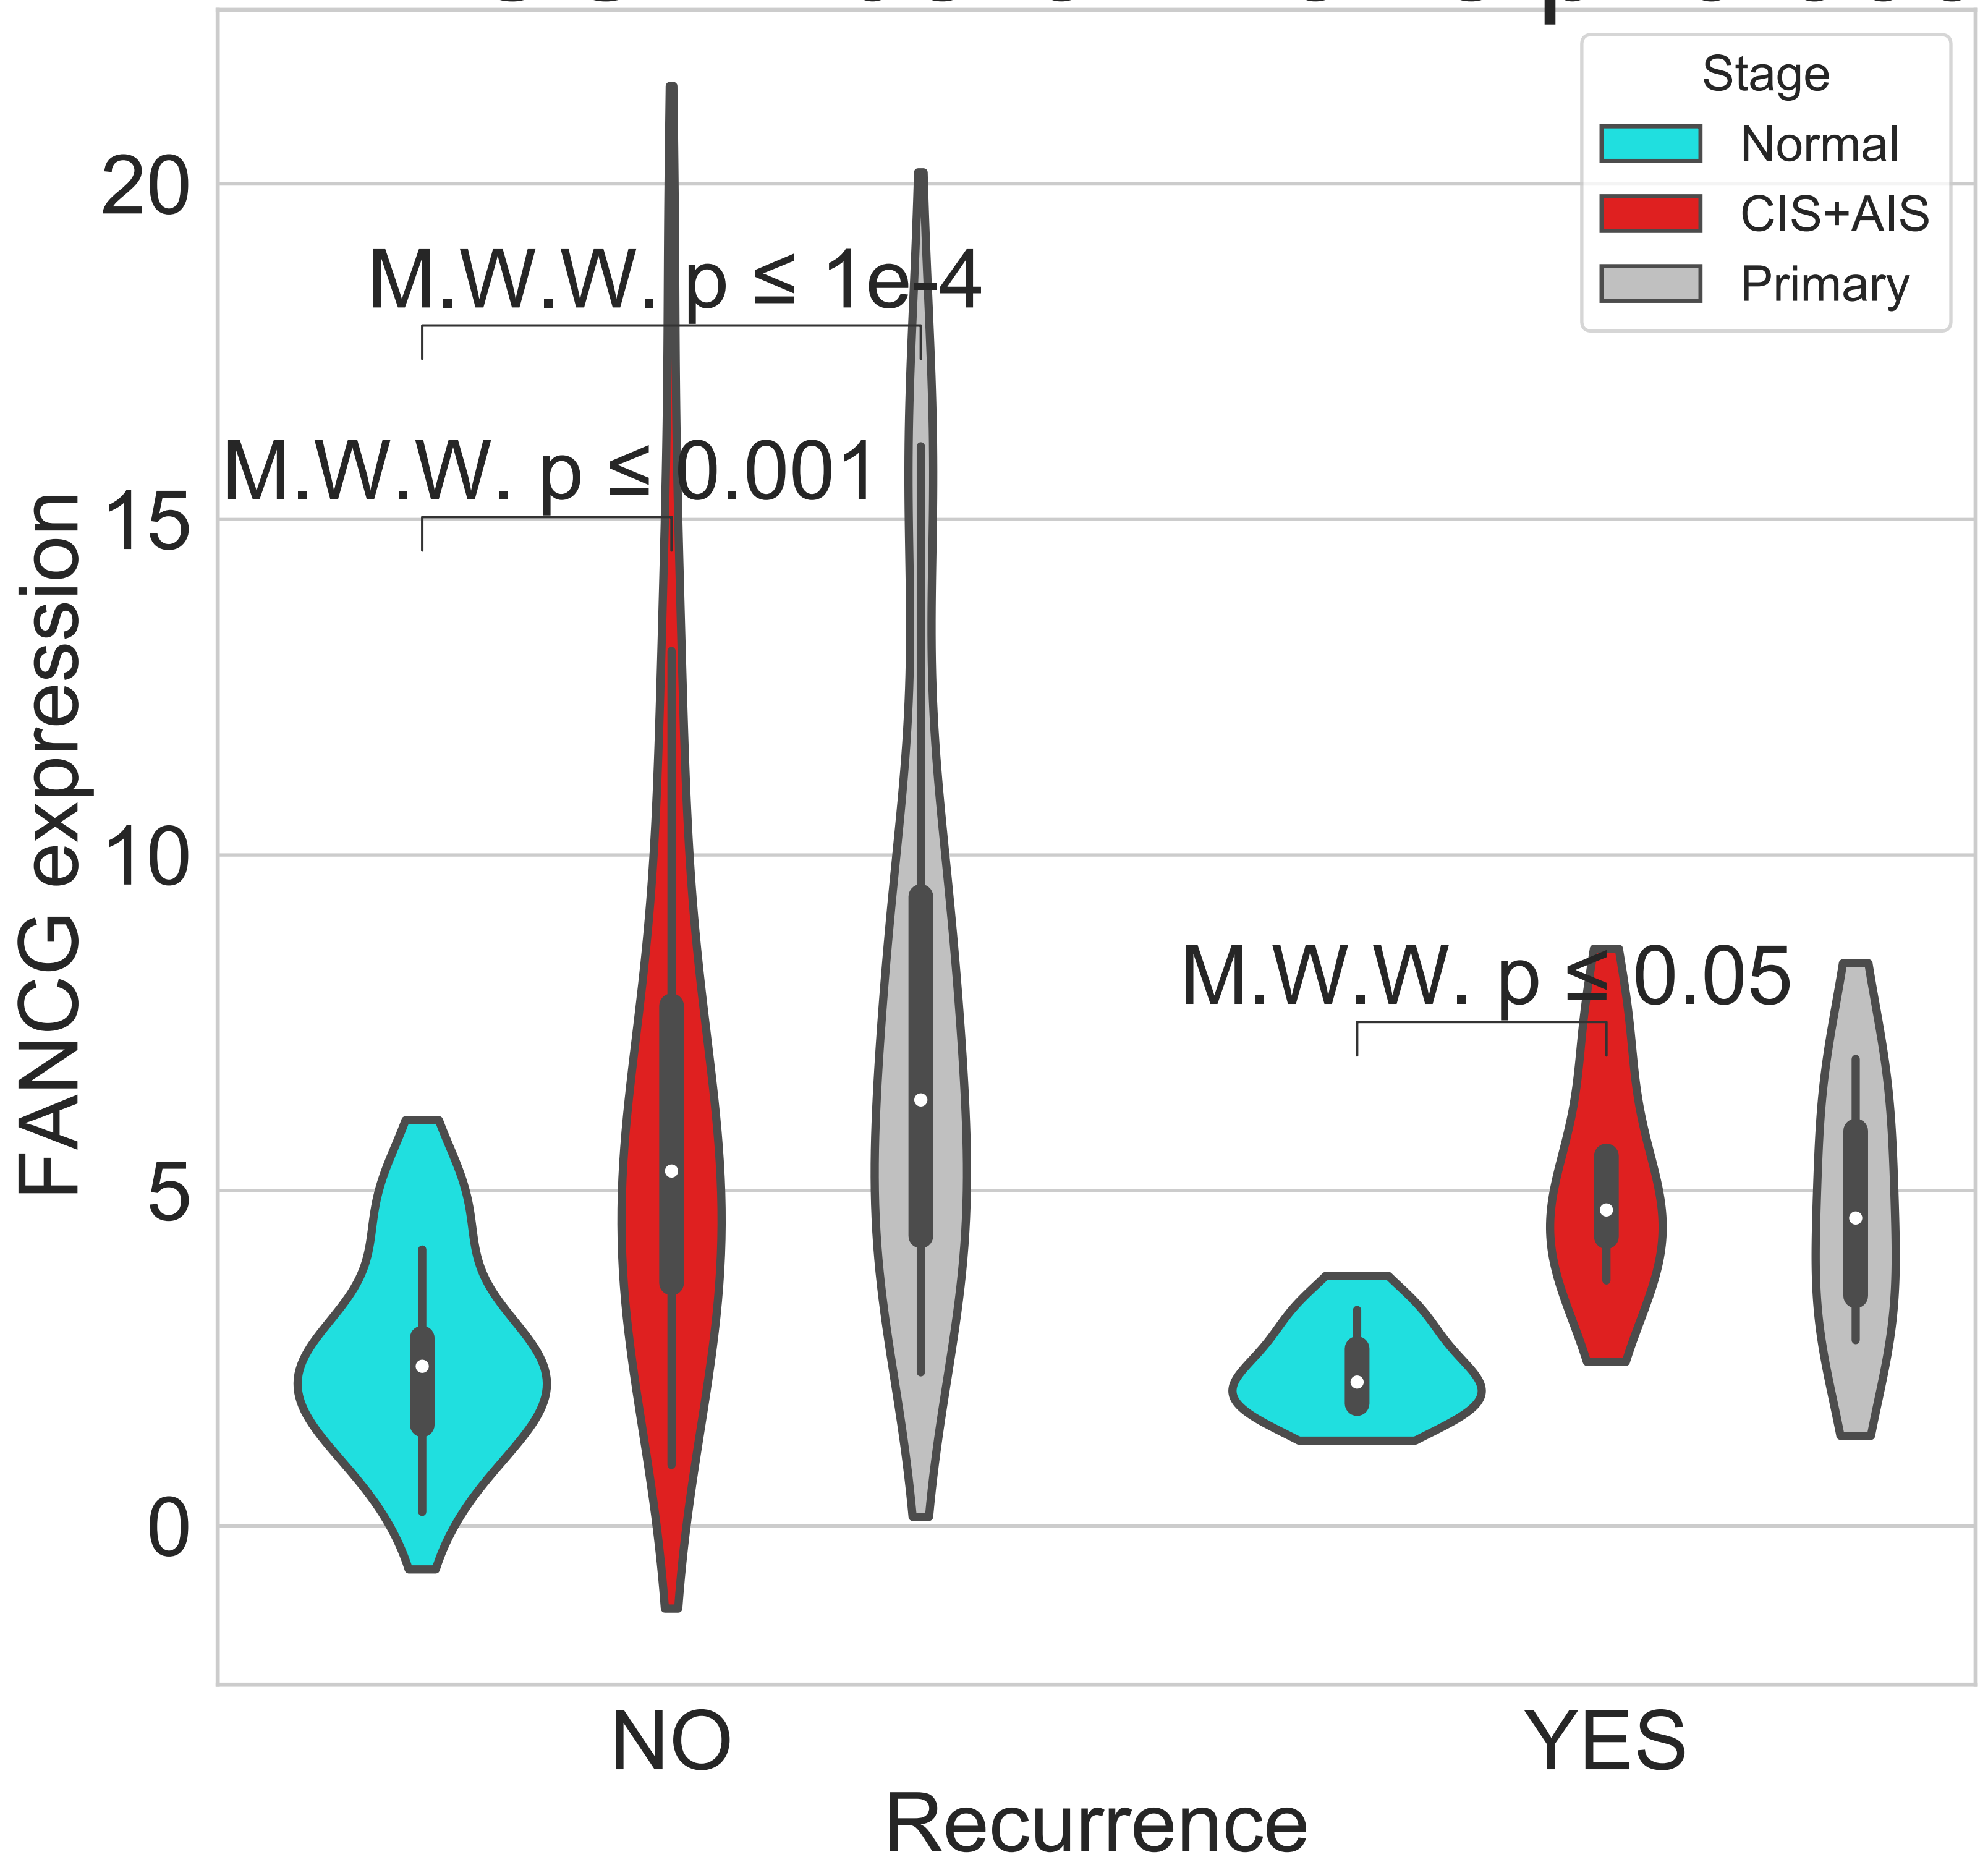 Stage
Normal
CIS+AIS
Primary
20
15
10
5
0
FANCG expression
M.W.W. p ≤ 1e-4
M.W.W. p ≤ 0.001
M.W.W. p ≤ 0.05
NO
YES
Recurrence